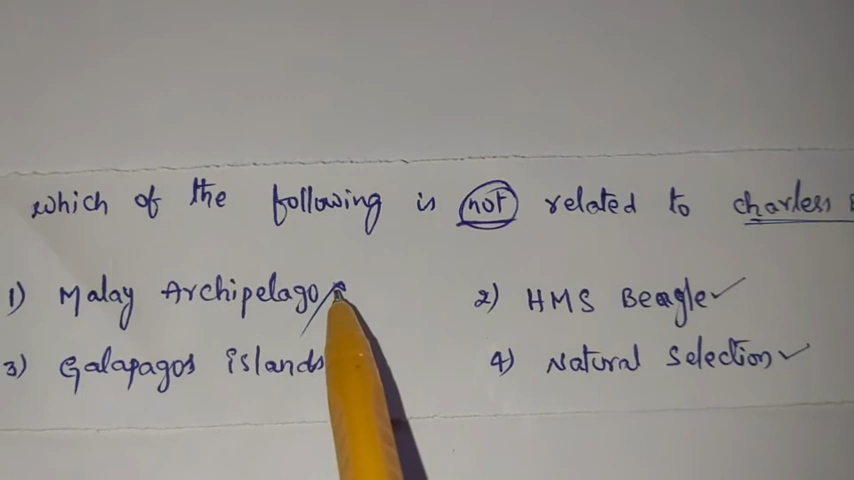 which of the following is not related to charless
1) Malay Archipelago
2) HMS Beagle
3) Galapagos islands
4) Natural Selection